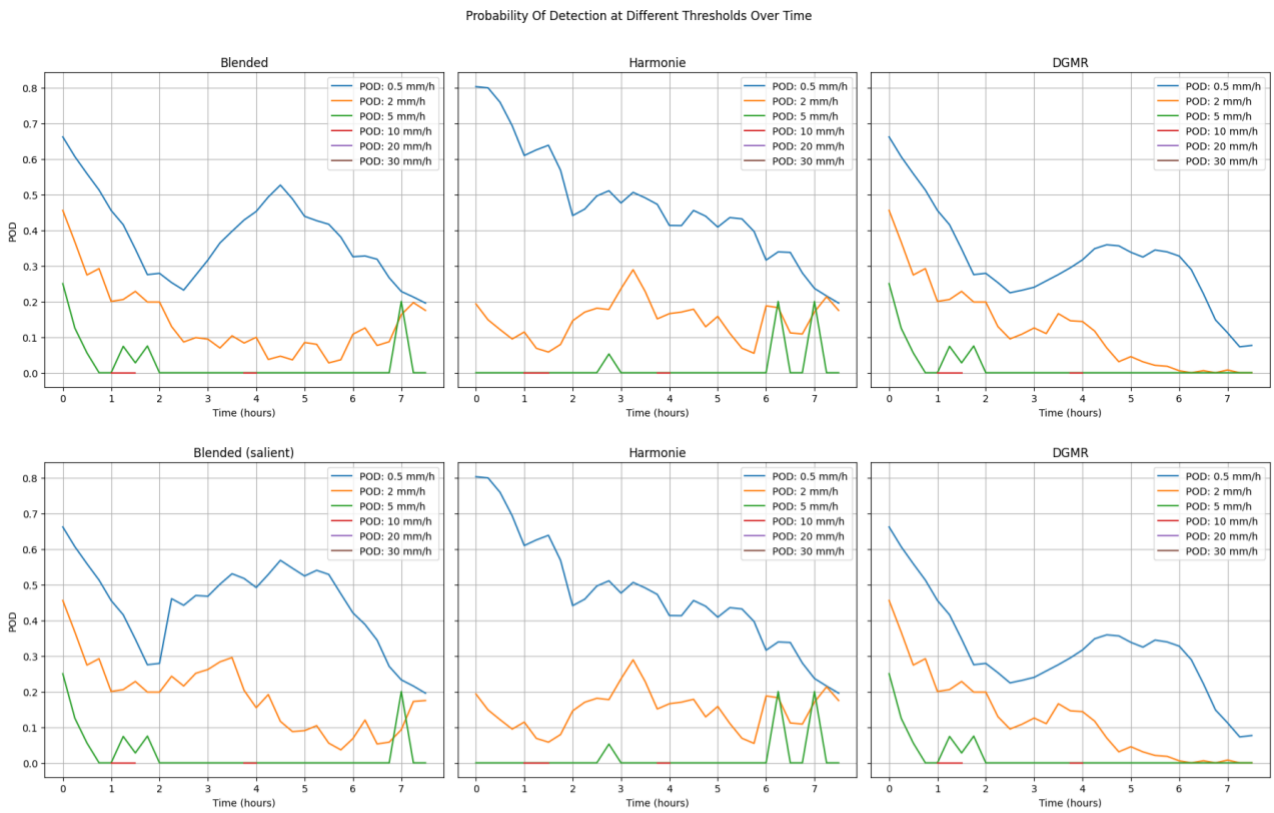 Probability Of Detection at Different Thresholds Over Time
Blended
POD
0.8
0.7
0.6
0.5
0.4
0.3
0.2
0.1
0.0
POD: 0.5 mm/h
POD: 2 mm/h
POD: 5 mm/h
POD: 10 mm/h
POD: 20 mm/h
POD: 30 mm/h
0 1 2 3 4 5 6 7
Time (hours)
Harmonie
POD: 0.5 mm/h
POD: 2 mm/h
POD: 5 mm/h
POD: 10 mm/h
POD: 20 mm/h
POD: 30 mm/h
0 1 2 3 4 5 6 7
Time (hours)
DGMR
POD: 0.5 mm/h
POD: 2 mm/h
POD: 5 mm/h
POD: 10 mm/h
POD: 20 mm/h
POD: 30 mm/h
0 1 2 3 4 5 6 7
Time (hours)
Blended (salient)
POD
0.8
0.7
0.6
0.5
0.4
0.3
0.2
0.1
0.0
POD: 0.5 mm/h
POD: 2 mm/h
POD: 5 mm/h
POD: 10 mm/h
POD: 20 mm/h
POD: 30 mm/h
0 1 2 3 4 5 6 7
Time (hours)
Harmonie
POD: 0.5 mm/h
POD: 2 mm/h
POD: 5 mm/h
POD: 10 mm/h
POD: 20 mm/h
POD: 30 mm/h
0 1 2 3 4 5 6 7
Time (hours)
DGMR
POD: 0.5 mm/h
POD: 2 mm/h
POD: 5 mm/h
POD: 10 mm/h
POD: 20 mm/h
POD: 30 mm/h
0 1 2 3 4 5 6 7
Time (hours)